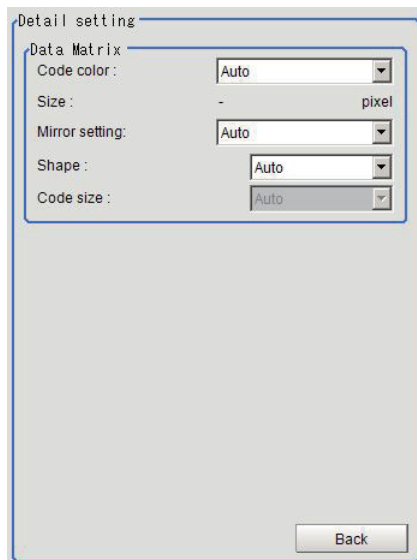 Detail setting
Data Matrix
Code color : Auto
Size : - pixel
Mirror setting: Auto
Shape : Auto
Code size : Auto
Back